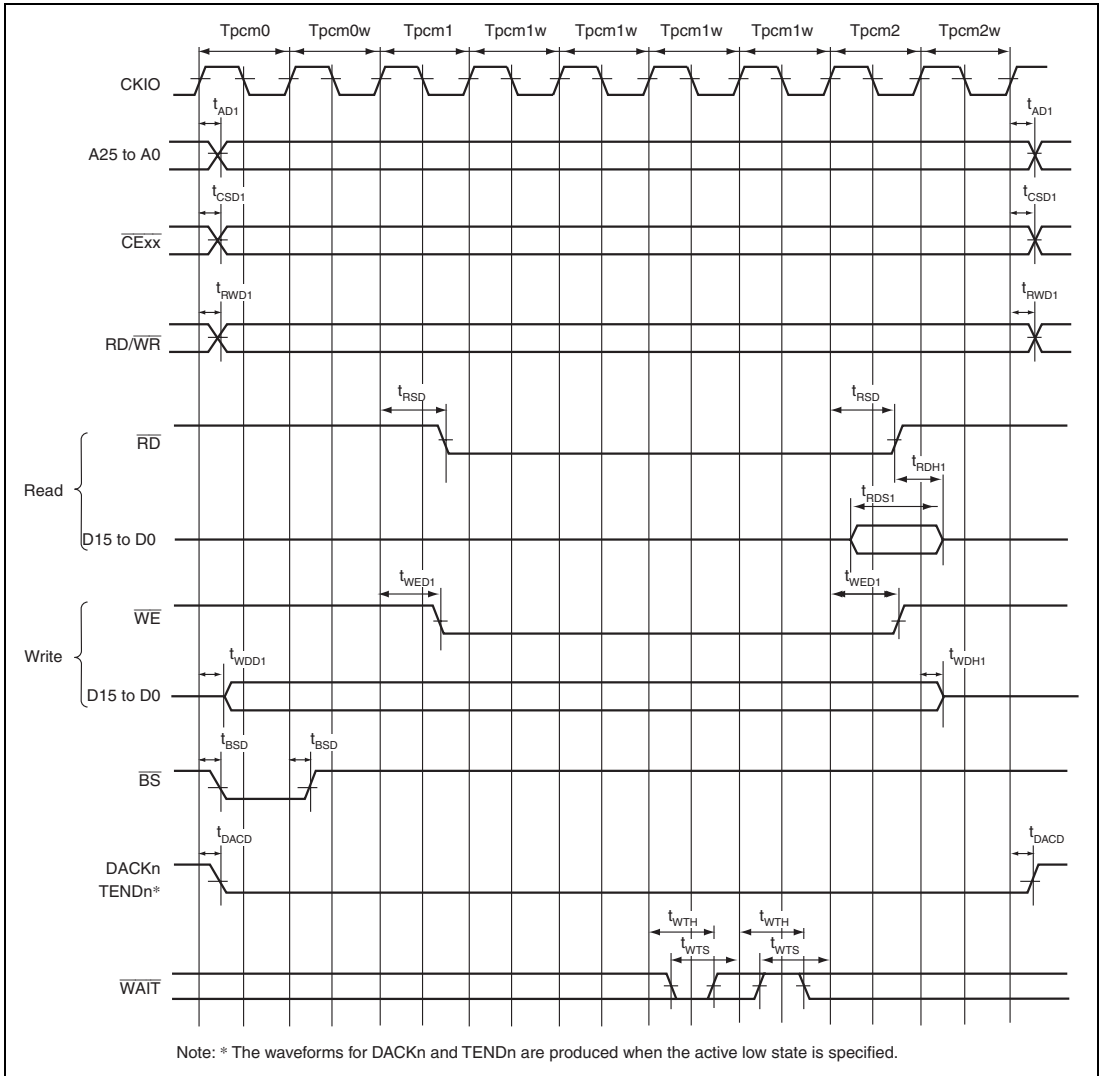 Tpcm0 Tpcm0w Tpcm1 Tpcm1w Tpcm1w Tpcm1w Tpcm1w Tpcm2 Tpcm2w
CKIO
tAD1 tAD1
A25 to A0
tCSD1 tCSD1
CExx
tRWD1 tRWD1
RD/WR
tRSD tRSD
RD
tRDH1
Read
tRDS1
D15 to D0
tWED1 tWED1
WE
Write
tWDD1 tWDH1
D15 to D0
tBSD tBSD
BS
tDACD tDACD
DACKn
TENDn*
tWTH tWTH
tWTS tWTS
WAIT
Note: * The waveforms for DACKn and TENDn are produced when the active low state is specified.